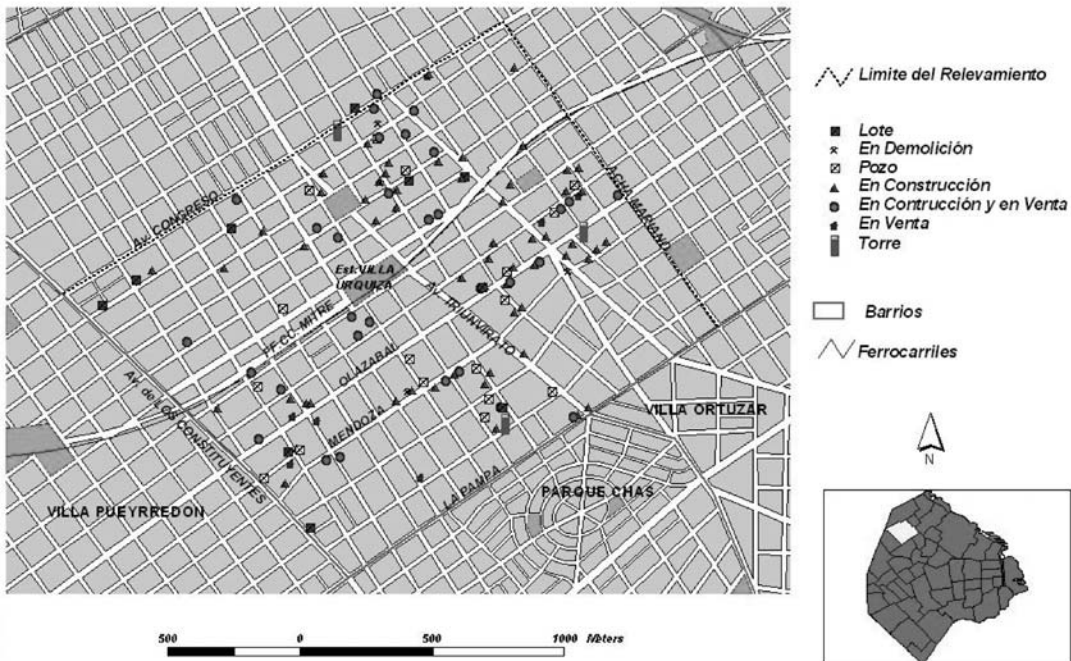 Limite del Relevamiento
Lote
En Demolición
Pozo
En Construcción
En Contrucción y en Venta
En Venta
Torre
Barrios
Ferrocarriles
N
AV. CONGRESO
ACHA MARIANO
Est. VILLA
URQUIZA
FF.CC. MITRE
AV. TRIUNVIRATO
OLAZABAL
MENDOZA
Av. de LOS CONSTITUYENTES
LA PAMPA
VILLA ORTUZAR
PARQUE CHAS
VILLA PUEYRREDON
500 0 500 1000 Meters